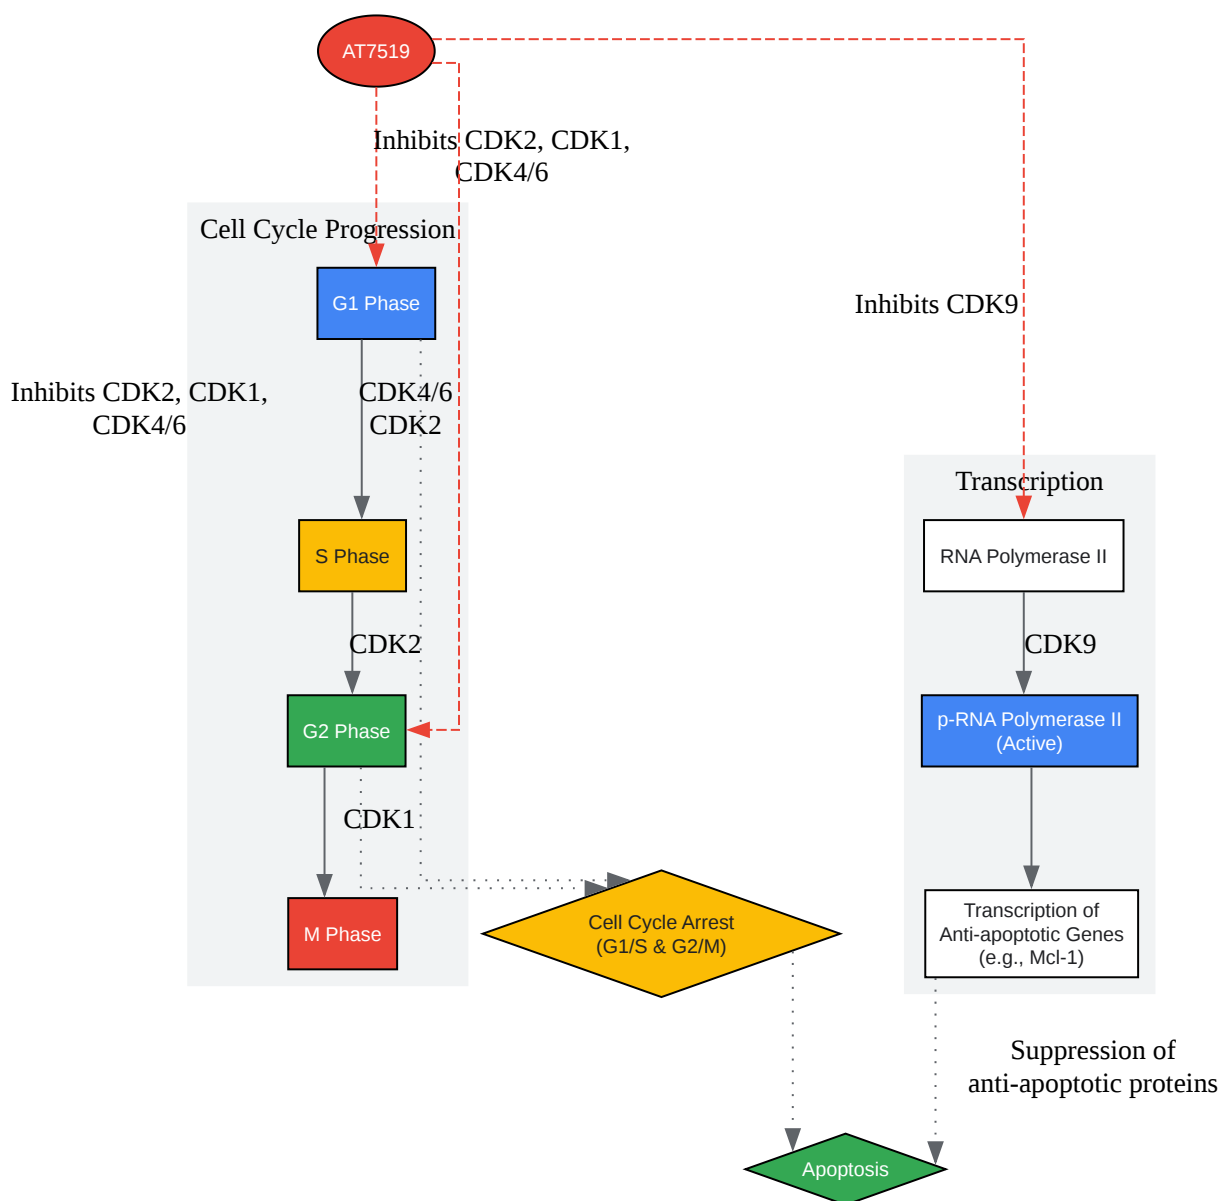 AT7519
Inhibits CDK2, CDK1,
CDK4/6
Cell Cycle Progression
G1 Phase
Inhibits CDK9
Inhibits CDK2, CDK1,
CDK4/6
CDK4/6
CDK2
Transcription
S Phase
RNA Polymerase II
CDK2
CDK9
G2 Phase
p-RNA Polymerase II
(Active)
CDK1
M Phase
Cell Cycle Arrest
(G1/S & G2/M)
Transcription of
Anti-apoptotic Genes
(e.g., Mcl-1)
Suppression of
anti-apoptotic proteins
Apoptosis